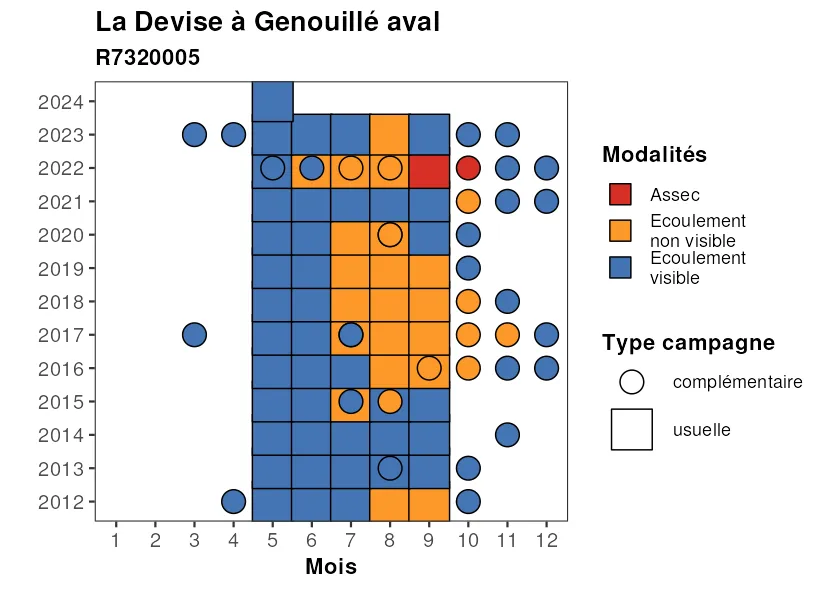 La Devise à Genouillé aval
R7320005
2024
2023
2022
2021
2020
2019
2018
2017
2016
2015
2014
2013
2012
1 2 3 4 5 6 7 8 9 10 11 12
Mois
Modalités
Assec
Ecoulement
non visible
Ecoulement
visible
Type campagne
complémentaire
usuelle